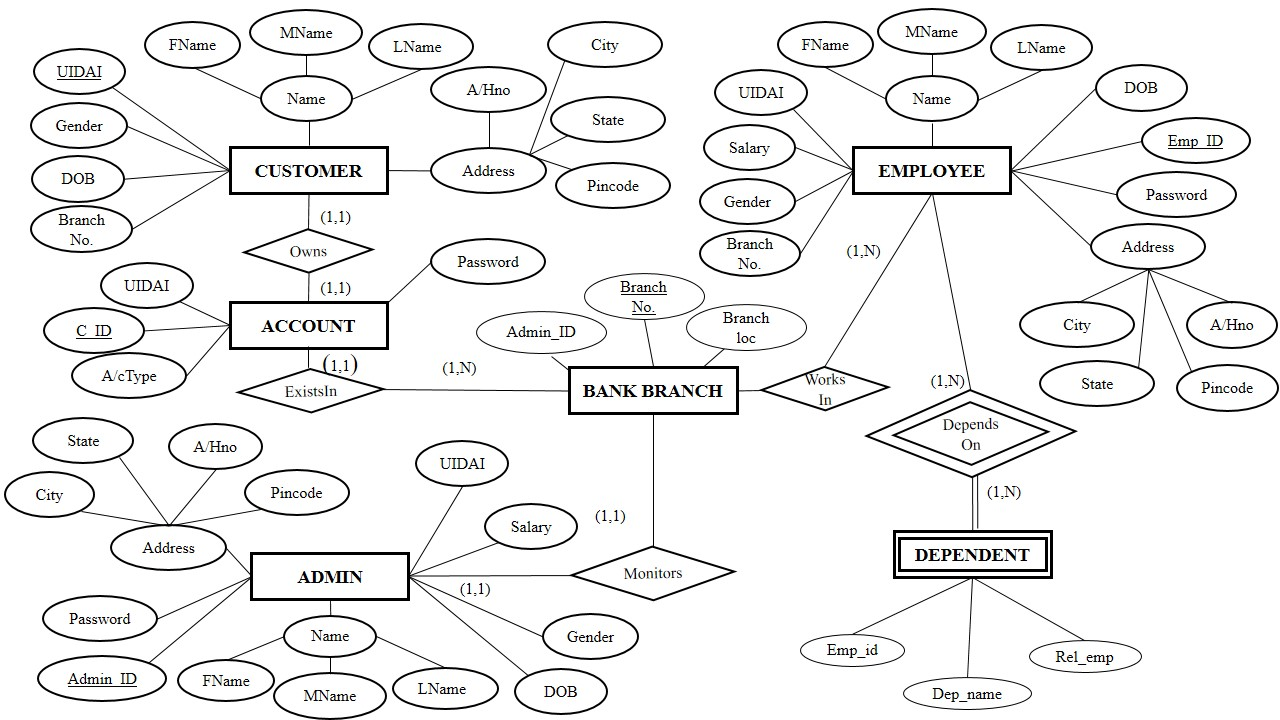 FName
MName
LName
City
UIDAI
Name
A/Hno
Gender
State
CUSTOMER
Address
DOB
Pincode
Branch
No.
(1,1)
Owns
(1,1)
Password
UIDAI
C_ID
ACCOUNT
A/cType
(1,1)
ExistsIn
(1,N)
Admin_ID
Branch
No.
Branch
loc
BANK BRANCH
FName
MName
LName
UIDAI
Name
DOB
Salary
Emp_ID
EMPLOYEE
Gender
Password
Branch
No.
Address
(1,N)
City
A/Hno
State
Pincode
Works
In
(1,N)
Depends
On
(1,N)
DEPENDENT
Emp_id
Rel_emp
Dep_name
State
A/Hno
City
Pincode
Address
UIDAI
Salary
(1,1)
ADMIN
(1,1)
Monitors
Password
Name
Gender
Admin_ID
FName
MName
LName
DOB